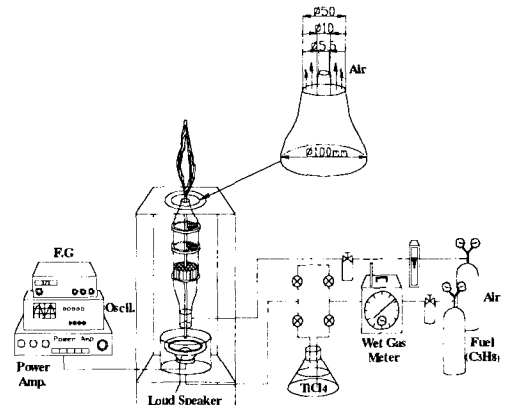 Ø50
Ø10
Ø5.5
Air
Ø100mm
F.G
Oscil.
Power Amp
Power
Amp.
Loud Speaker
TiCl4
Wet Gas
Meter
Air
Fuel
(C3H8)